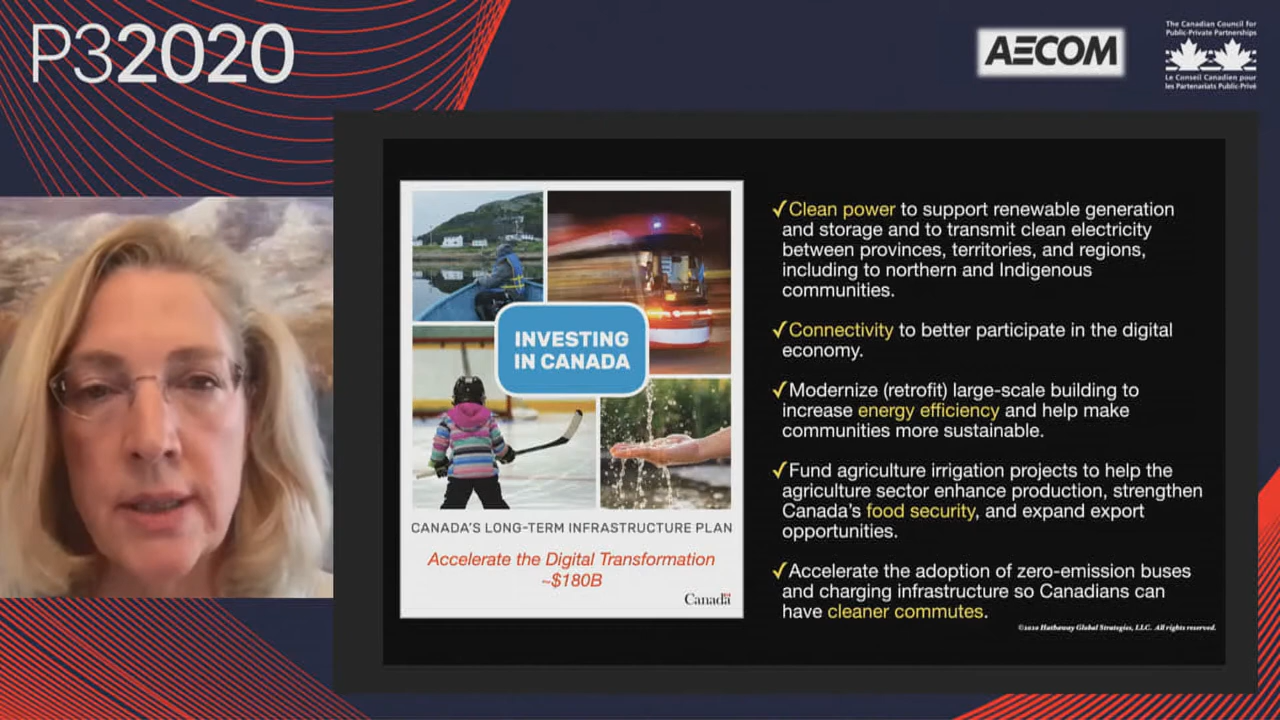 P32020
AECOM
The Canadian Council for
Public-Private Partnerships
Le Conseil Canadien pour
les Partenariats Public-Privé
INVESTING
IN CANADA
CANADA'S LONG-TERM INFRASTRUCTURE PLAN
Accelerate the Digital Transformation
~$180B
Canada
✓Clean power to support renewable generation
and storage and to transmit clean electricity
between provinces, territories, and regions,
including to northern and Indigenous
communities.
✓Connectivity to better participate in the digital
economy.
✓Modernize (retrofit) large-scale building to
increase energy efficiency and help make
communities more sustainable.
✓Fund agriculture irrigation projects to help the
agriculture sector enhance production, strengthen
Canada's food security, and expand export
opportunities.
✓Accelerate the adoption of zero-emission buses
and charging infrastructure so Canadians can
have cleaner commutes.
©2020 Hathaway Global Strategies, LLC. All rights reserved.